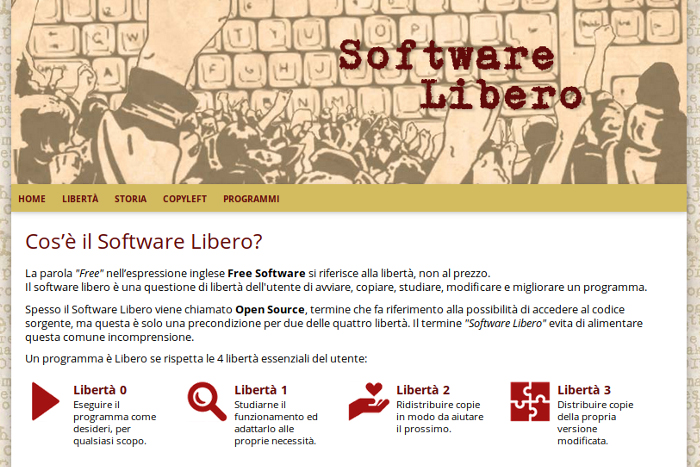 Software
Libero
HOME LIBERTÀ STORIA COPYLEFT PROGRAMMI
Cos’è il Software Libero?
La parola "Free" nell’espressione inglese Free Software si riferisce alla libertà, non al prezzo.
Il software libero è una questione di libertà dell'utente di avviare, copiare, studiare, modificare e migliorare un programma.
Spesso il Software Libero viene chiamato Open Source, termine che fa riferimento alla possibilità di accedere al codice
sorgente, ma questa è solo una precondizione per due delle quattro libertà. Il termine "Software Libero" evita di alimentare
questa comune incomprensione.
Un programma è Libero se rispetta le 4 libertà essenziali del utente:
Libertà 0
Eseguire il
programma come
desideri, per
qualsiasi scopo.
Libertà 1
Studiarne il
funzionamento ed
adattarlo alle
proprie necessità.
Libertà 2
Ridistribuire copie
in modo da aiutare
il prossimo.
Libertà 3
Distribuire copie
della propria
versione
modificata.